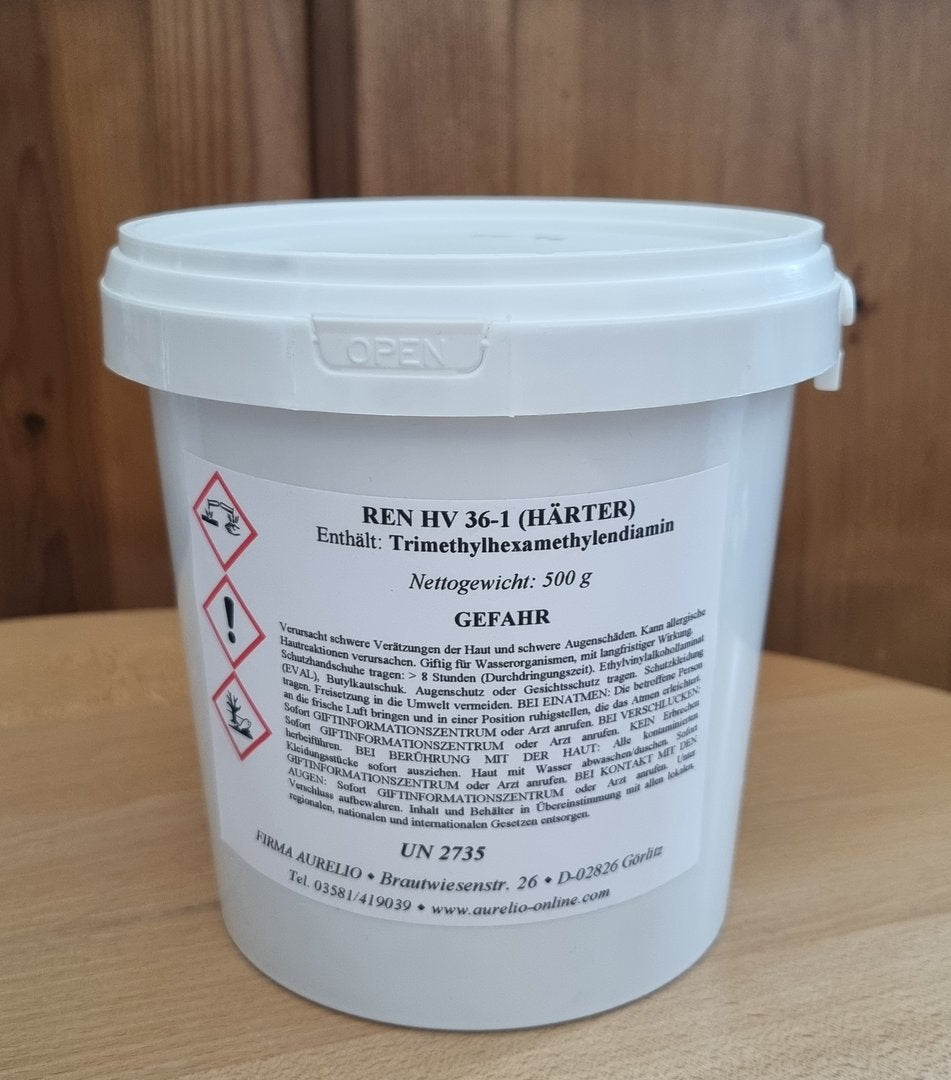 OPEN
REN HV 36-1 (HÄRTER)
Enthält: Trimethylhexamethylendiamin
Nettogewicht: 500 g
GEFAHR
Verursacht schwere Verätzungen der Haut und schwere Augenschäden. Kann allergische
Hautreaktionen verursachen. Giftig für Wasserorganismen, mit langfristiger Wirkung.
Schutzhandschuhe tragen: > 8 Stunden (Durchdringungszeit). Ethylvinylalkohollaminat
(EVAL), Butylkautschuk. Augenschutz oder Gesichtsschutz tragen. Schutzkleidung
tragen. Freisetzung in die Umwelt vermeiden. BEI EINATMEN: Die betroffene Person
an die frische Luft bringen und in einer Position ruhigstellen, die das Atmen erleichtert.
Sofort GIFTINFORMATIONSZENTRUM oder Arzt anrufen. BEI VERSCHLUCKEN:
Sofort GIFTINFORMATIONSZENTRUM oder Arzt anrufen. KEIN Erbrechen
herbeiführen. BEI BERÜHRUNG MIT DER HAUT: Alle kontaminierten
Kleidungsstücke sofort ausziehen. Haut mit Wasser abwaschen/duschen. Sofort
GIFTINFORMATIONSZENTRUM oder Arzt anrufen. BEI KONTAKT MIT DEN
AUGEN: Sofort GIFTINFORMATIONSZENTRUM oder Arzt anrufen. Unter
Verschluss aufbewahren. Inhalt und Behälter in Übereinstimmung mit allen lokalen,
regionalen, nationalen und internationalen Gesetzen entsorgen.
UN 2735
FIRMA AURELIO ◆ Brautwiesenstr. 26 ◆ D-02826 Görlitz
Tel. 03581/419039 ◆ www.aurelio-online.com